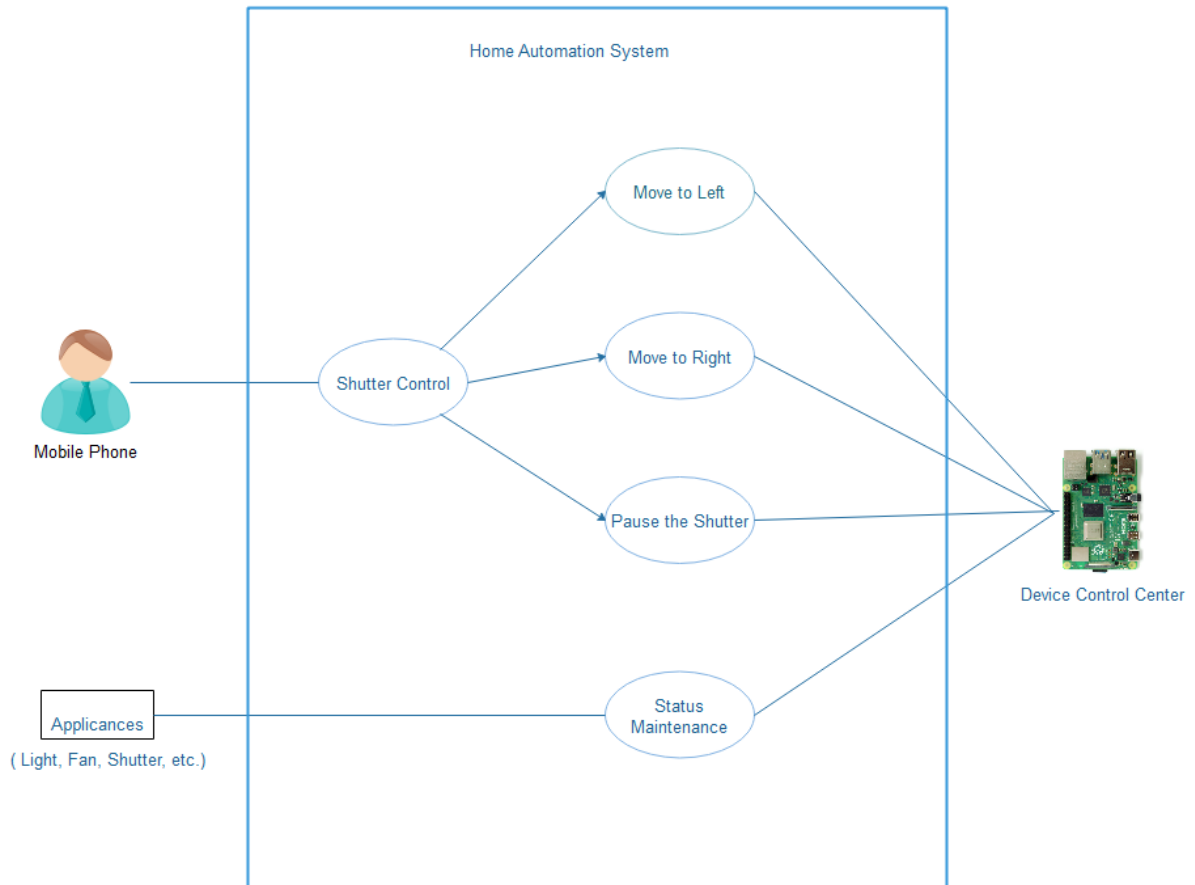 Home Automation System
Move to Left
Move to Right
Shutter Control
Mobile Phone
Pause the Shutter
Device Control Center
Status
Maintenance
Applicances
( Light, Fan, Shutter, etc.)